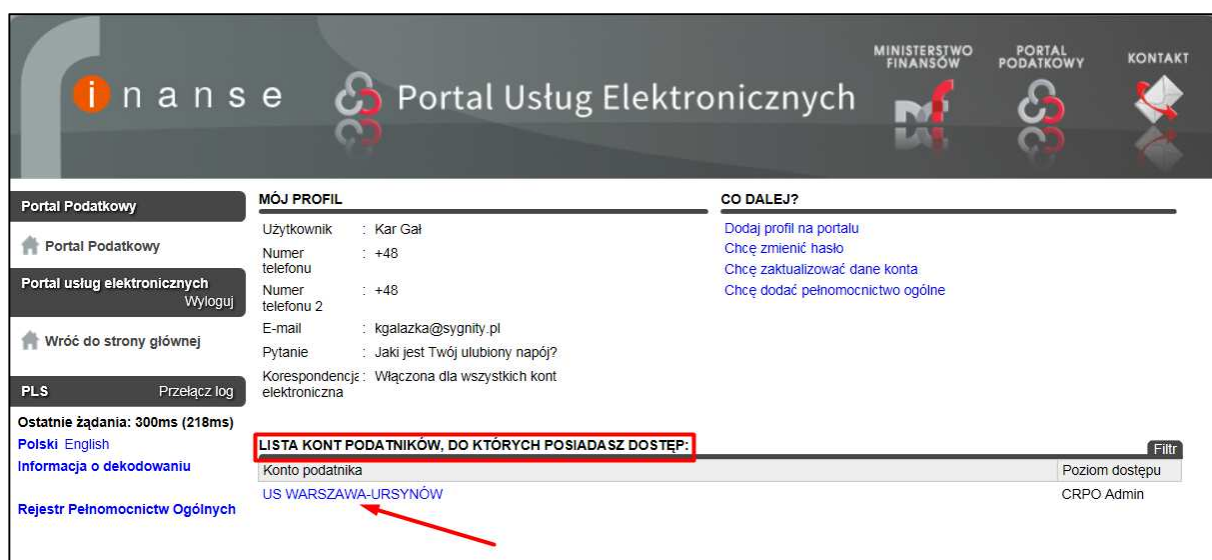 inanse
Portal Usług Elektronicznych
MINISTERSTWO
FINANSÓW
mf
PORTAL
PODATKOWY
KONTAKT
Portal Podatkowy
Portal Podatkowy
Portal usług elektronicznych
Wyloguj
Wróć do strony głównej
PLS Przełącz log
Ostatnie żądania: 300ms (218ms)
Polski English
Informacja o dekodowaniu
Rejestr Pełnomocnictw Ogólnych
MÓJ PROFIL
Użytkownik : Kar Gał
Numer : +48
telefonu
Numer : +48
telefonu 2
E-mail : kgalazka@sygnity.pl
Pytanie : Jaki jest Twój ulubiony napój?
Korespondencja : Włączona dla wszystkich kont
elektroniczna
CO DALEJ?
Dodaj profil na portalu
Chcę zmienić hasło
Chcę zaktualizować dane konta
Chcę dodać pełnomocnictwo ogólne
LISTA KONT PODATNIKÓW, DO KTÓRYCH POSIADASZ DOSTĘP:
Filtr
Konto podatnika Poziom dostępu
US WARSZAWA-URSYNÓW CRPO Admin